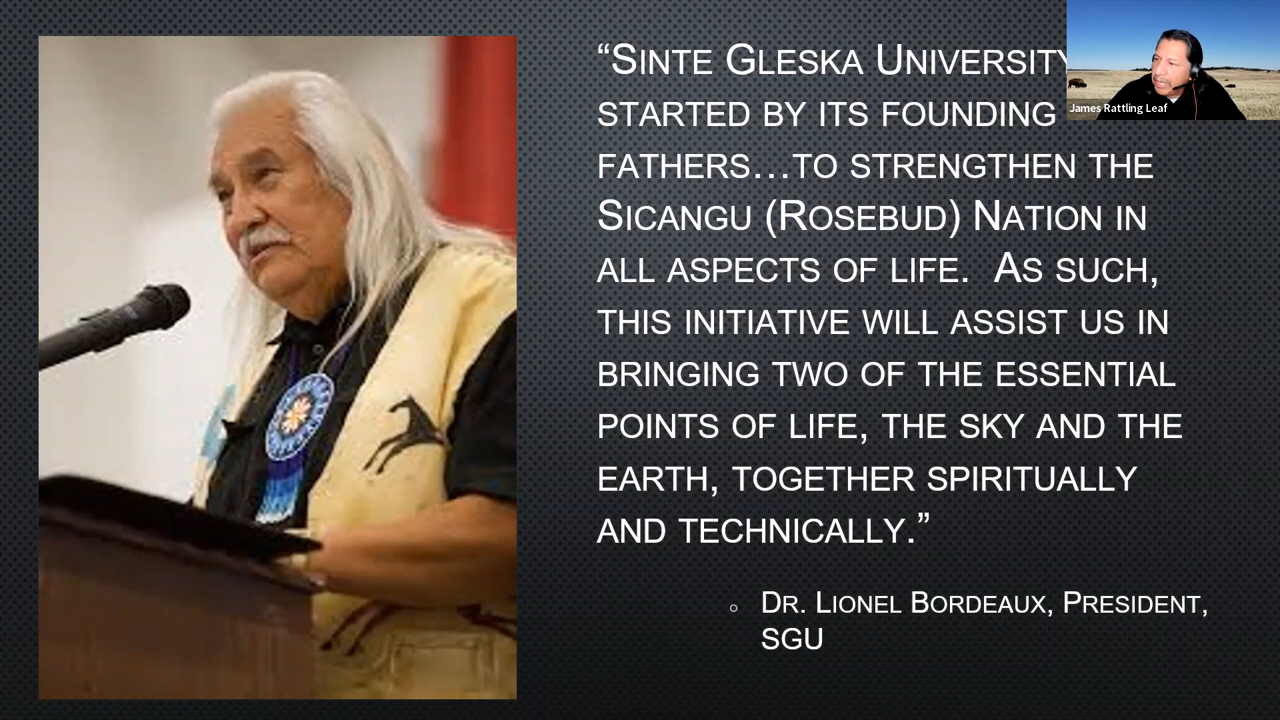 “Sinte Gleska University
started by its founding
fathers…to strengthen the
Sicangu (Rosebud) Nation in
all aspects of life. As such,
this initiative will assist us in
bringing two of the essential
points of life, the sky and the
earth, together spiritually
and technically.”
Dr. Lionel Bordeaux, President,
SGU
James Rattling Leaf